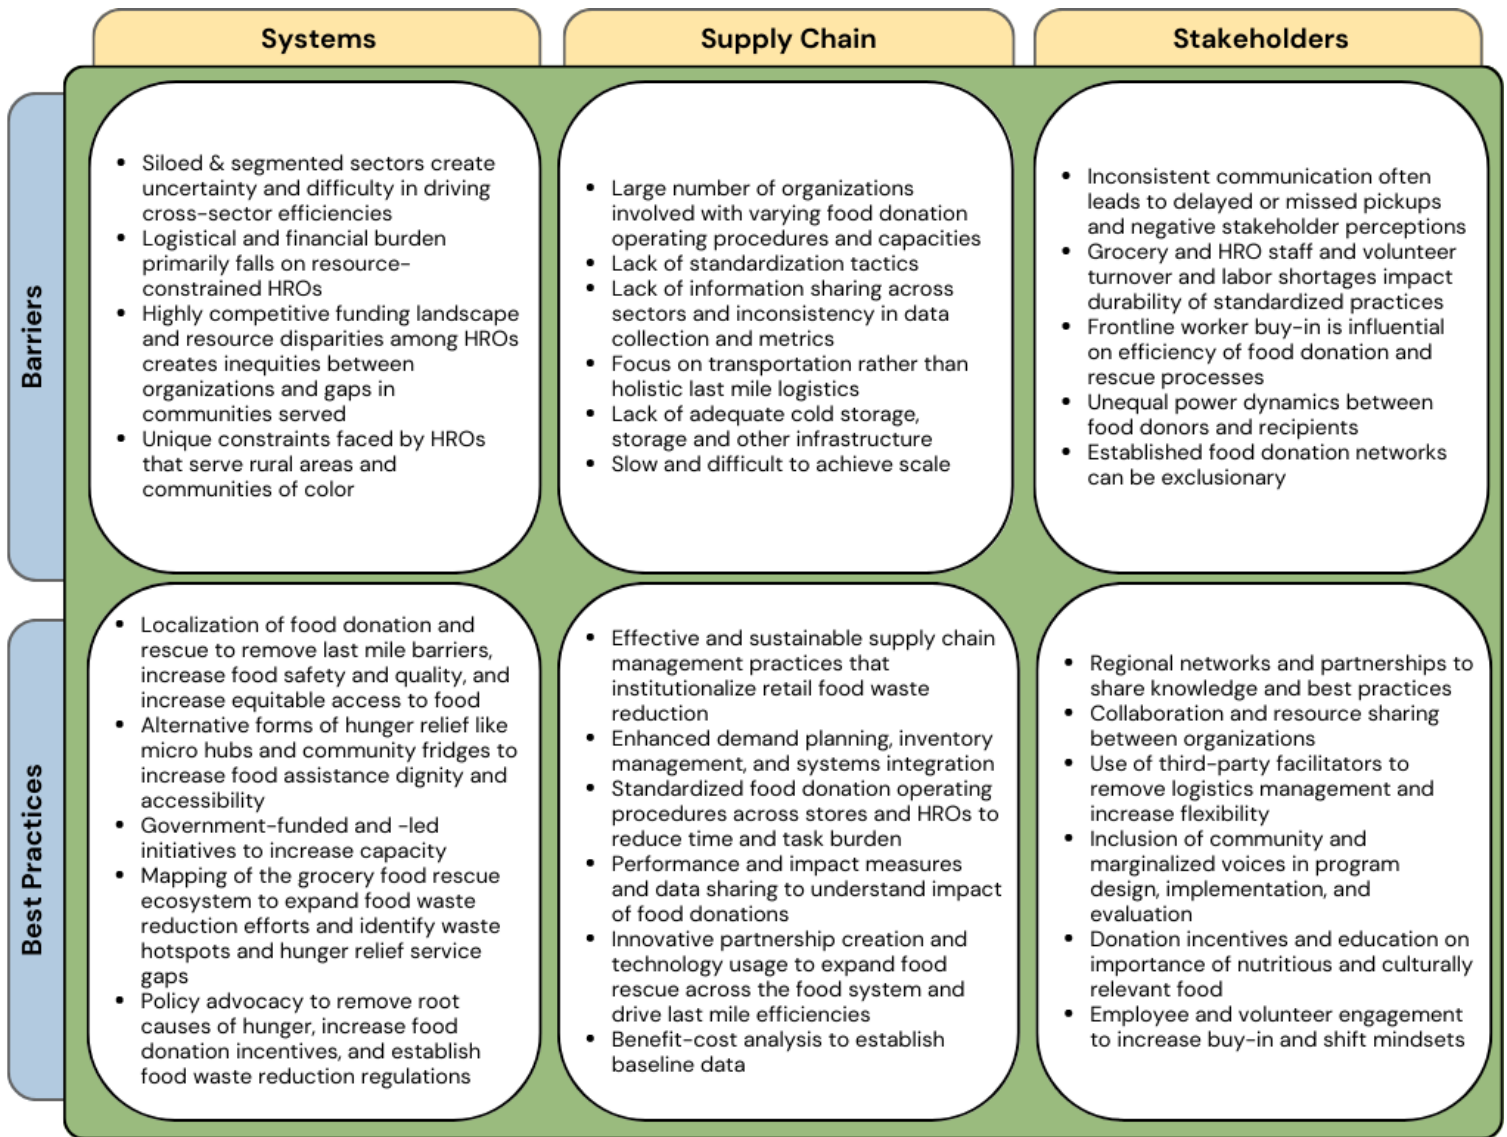 Systems
Supply Chain
Stakeholders
Barriers
• Siloed & segmented sectors create
uncertainty and difficulty in driving
cross-sector efficiencies
• Logistical and financial burden
primarily falls on resource-
constrained HROs
• Highly competitive funding landscape
and resource disparities among HROs
creates inequities between
organizations and gaps in
communities served
• Unique constraints faced by HROs
that serve rural areas and
communities of color
• Large number of organizations
involved with varying food donation
operating procedures and capacities
• Lack of standardization tactics
• Lack of information sharing across
sectors and inconsistency in data
collection and metrics
• Focus on transportation rather than
holistic last mile logistics
• Lack of adequate cold storage,
storage and other infrastructure
• Slow and difficult to achieve scale
• Inconsistent communication often
leads to delayed or missed pickups
and negative stakeholder perceptions
• Grocery and HRO staff and volunteer
turnover and labor shortages impact
durability of standardized practices
• Frontline worker buy-in is influential
on efficiency of food donation and
rescue processes
• Unequal power dynamics between
food donors and recipients
• Established food donation networks
can be exclusionary
Best Practices
• Localization of food donation and
rescue to remove last mile barriers,
increase food safety and quality, and
increase equitable access to food
• Alternative forms of hunger relief like
micro hubs and community fridges to
increase food assistance dignity and
accessibility
• Government-funded and -led
initiatives to increase capacity
• Mapping of the grocery food rescue
ecosystem to expand food waste
reduction efforts and identify waste
hotspots and hunger relief service
gaps
• Policy advocacy to remove root
causes of hunger, increase food
donation incentives, and establish
food waste reduction regulations
• Effective and sustainable supply chain
management practices that
institutionalize retail food waste
reduction
• Enhanced demand planning, inventory
management, and systems integration
• Standardized food donation operating
procedures across stores and HROs to
reduce time and task burden
• Performance and impact measures
and data sharing to understand impact
of food donations
• Innovative partnership creation and
technology usage to expand food
rescue across the food system and
drive last mile efficiencies
• Benefit-cost analysis to establish
baseline data
• Regional networks and partnerships to
share knowledge and best practices
• Collaboration and resource sharing
between organizations
• Use of third-party facilitators to
remove logistics management and
increase flexibility
• Inclusion of community and
marginalized voices in program
design, implementation, and
evaluation
• Donation incentives and education on
importance of nutritious and culturally
relevant food
• Employee and volunteer engagement
to increase buy-in and shift mindsets